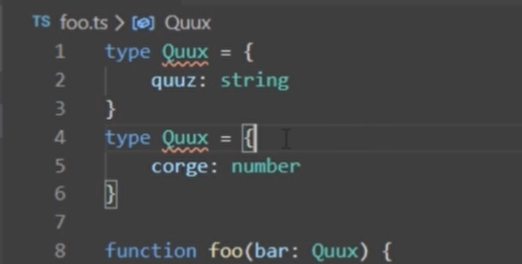 TS foo.ts > Quux
1 type Quux = {
2 quuz: string
3 }
4 type Quux = {
5 corge: number
6 }
7
8 function foo(bar: Quux) {